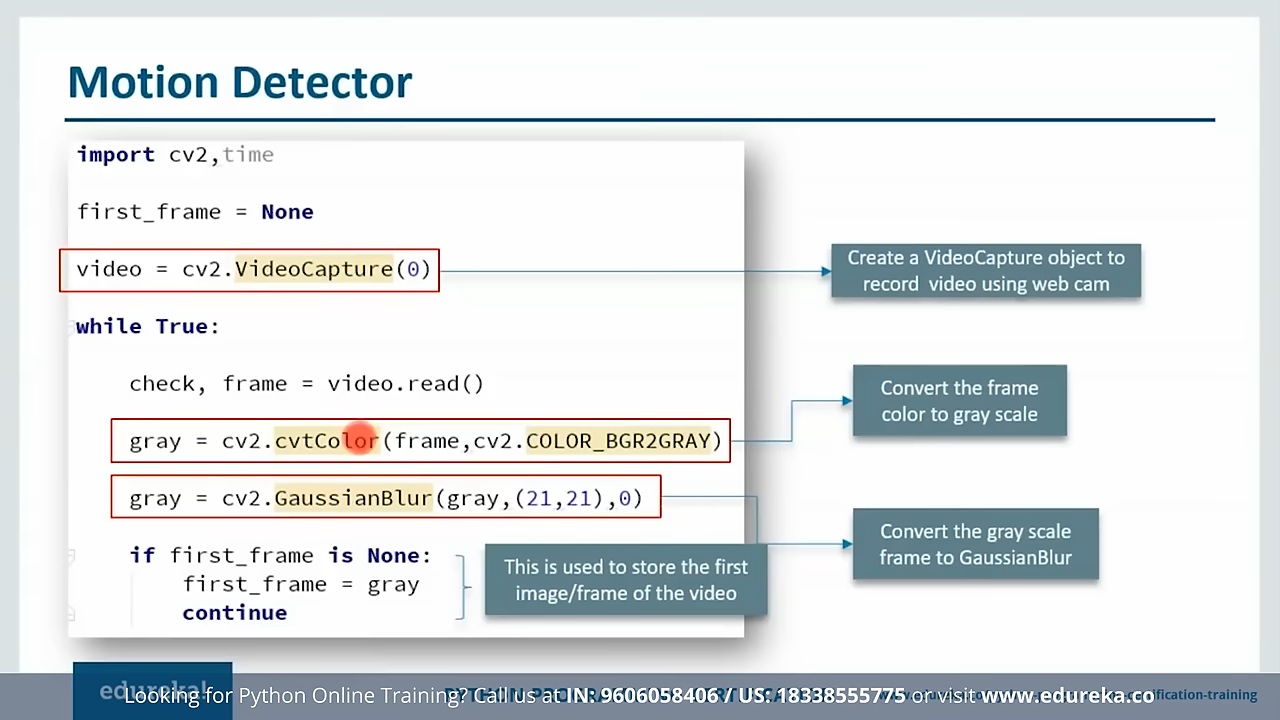 Motion Detector
import cv2,time
first_frame = None
video = cv2.VideoCapture(0)
Create a VideoCapture object to
record video using web cam
while True:
check, frame = video.read()
gray = cv2.cvtColor(frame,cv2.COLOR_BGR2GRAY)
Convert the frame
color to gray scale
gray = cv2.GaussianBlur(gray,(21,21),0)
Convert the gray scale
frame to GaussianBlur
if first_frame is None:
first_frame = gray
continue
This is used to store the first
image/frame of the video
edureka!
Looking for Python Online Training? Call us at IN: 9606058406 / US: 18338555775 or visit www.edureka.co